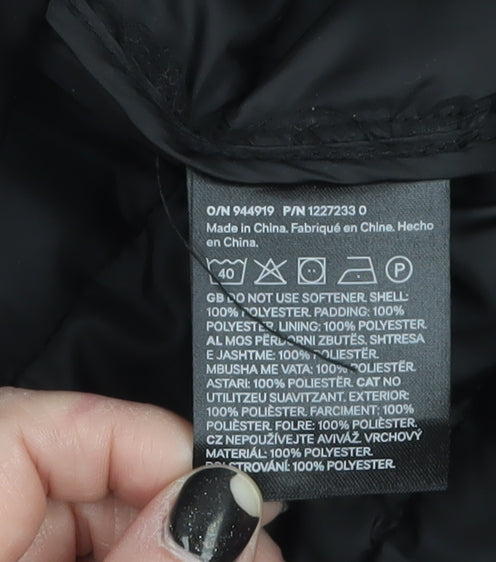 O/N 944919 P/N 1227233 0
Made in China. Fabriqué en Chine. Hecho
en China.
40 P
GB DO NOT USE SOFTENER. SHELL:
100% POLYESTER. PADDING: 100%
POLYESTER. LINING: 100% POLYESTER.
AL MOS PËRDORNI ZBUTËS. SHTRESA
E JASHTME: 100% POLIESTËR.
MBUSHA ME VATA: 100% POLIESTËR.
ASTARI: 100% POLIESTËR. CAT NO
UTILITZEU SUAVITZANT. EXTERIOR:
100% POLIÈSTER. FARCIMENT: 100%
POLIÈSTER. FOLRE: 100% POLIÈSTER.
CZ NEPOUŽÍVEJTE AVIVÁŽ. VRCHOVÝ
MATERIÁL: 100% POLYESTER.
POLSTROVÁNÍ: 100% POLYESTER.